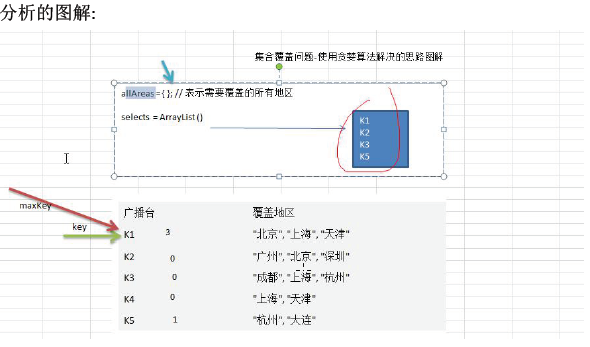 分析的图解:
集合覆盖问题-使用贪婪算法解决的思路图解
allAreas={};// 表示需要覆盖的所有地区
selects = ArrayList()
K1
K2
K3
K5
maxKey
key
广播台 覆盖地区
K1 3 "北京","上海","天津"
K2 0 "广州","北京","深圳"
K3 0 "成都","上海","杭州"
K4 0 "上海","天津"
K5 1 "杭州","大连"